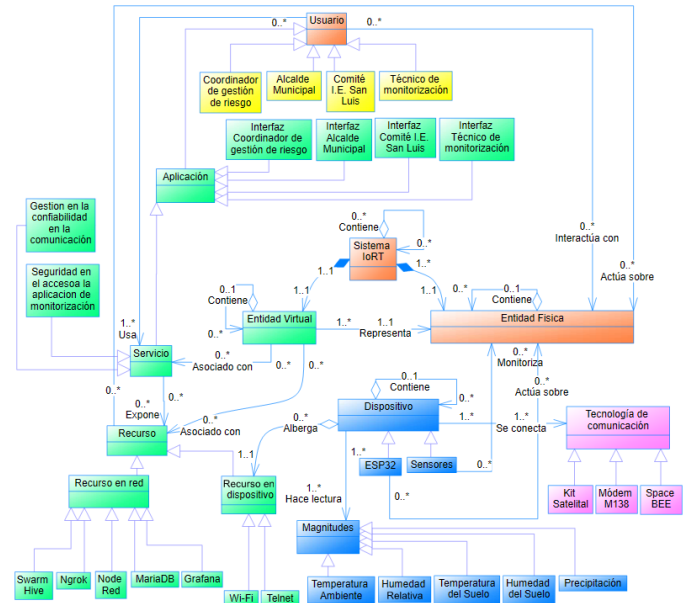 0..*
Usuario
0..*
0..*
0..*
Coordinador
de gestión
de riesgo
Alcalde
Municipal
Comité
I.E. San
Luis
Técnico de
monitorización
Interfaz
Coordinador de
gestión de riesgo
Interfaz
Alcalde
Municipal
Interfaz
Comité I.E.
San Luis
Interfaz
Técnico de
monitorización
Aplicación
Gestion en la
confiabilidad
en la
comunicación
Seguridad en
el accesoa la
aplicacion de
monitorización
0..*
Contiene
Sistema
IoRT
0..*
1..1
1..*
0..*
Interactúa con
0..*
Actúa sobre
0..1
Contiene
1..1
1..1
0..*
0..1
Contiene
Entidad Virtual
1..*
1..1
Representa
Entidad Fisica
0..*
1..*
Usa
0..*
0..*
0..*
Asociado con
Servicio
0..*
Monitoriza
0..*
Actúa sobre
0..1
Contiene
0..*
0..*
Expone
0..*
0..*
Asociado con
Recurso
0..*
Alberga
Dispositivo
0..*
1..*
1..*
Se conecta
Tecnología de
comunicación
1..1
1..*
ESP32
Sensores
0..*
Recurso en red
Recurso en
dispositivo
1..*
Hace lectura
0..*
Kit
Satelital
Módem
M138
Space
BEE
Magnitudes
Swarm
Hive
Ngrok
Node
Red
MariaDB
Grafana
Wi-Fi
Telnet
Temperatura
Ambiente
Humedad
Relativa
Temperatura
del Suelo
Humedad
del Suelo
Precipitación